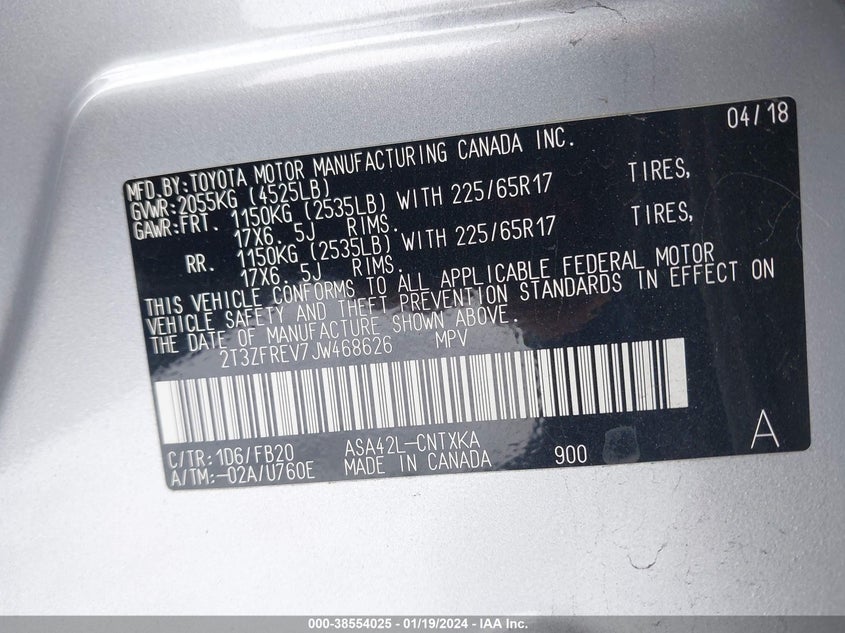 04/18
MFD.BY:TOYOTA MOTOR MANUFACTURING CANADA INC.
GVWR:2055KG (4525LB)
GAWR:FRT. 1150KG (2535LB) WITH 225/65R17 TIRES,
17X6. 5J RIMS.
RR. 1150KG (2535LB) WITH 225/65R17 TIRES,
17X6. 5J RIMS.
THIS VEHICLE CONFORMS TO ALL APPLICABLE FEDERAL MOTOR
VEHICLE SAFETY AND THEFT PREVENTION STANDARDS IN EFFECT ON
THE DATE OF MANUFACTURE SHOWN ABOVE.
2T3ZFREV7JW468626 MPV
C/TR:1D6/FB20 ASA42L-CNTXKA
A/TM:-02A/U760E MADE IN CANADA 900 A
000-38554025 - 01/19/2024 - IAA Inc.